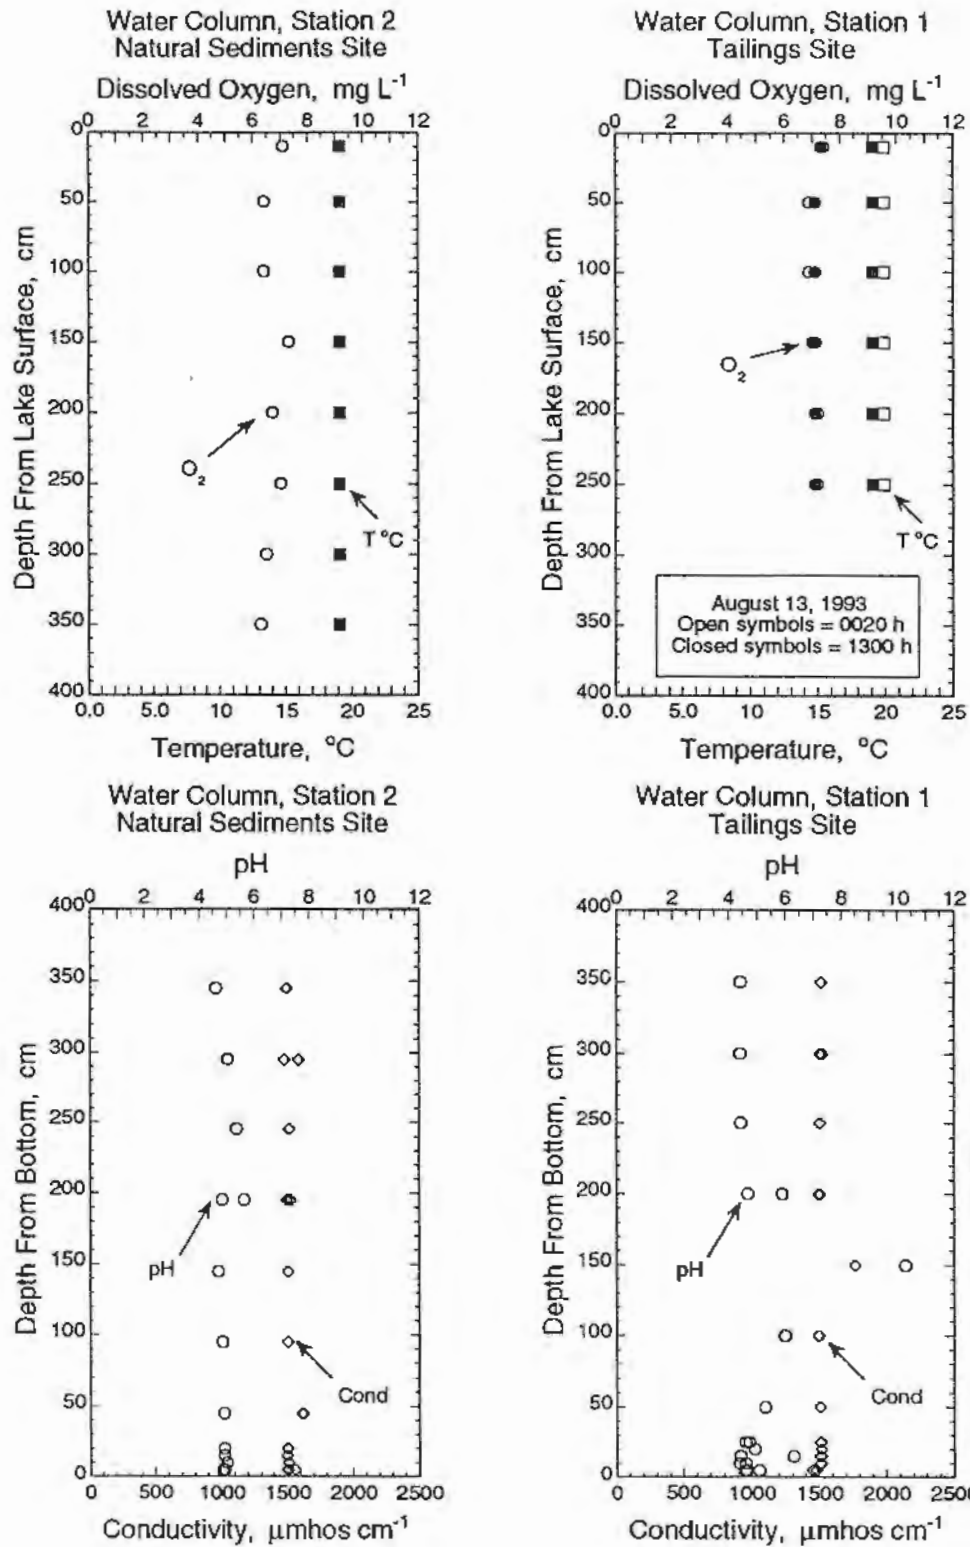 Water Column, Station 2
Natural Sediments Site
Dissolved Oxygen, mg L-1
0 2 4 6 8 10 12
0
50
100
150
200
250
300
350
400
Depth From Lake Surface, cm
O2
T °C
0.0 5.0 10 15 20 25
Temperature, °C
Water Column, Station 1
Tailings Site
Dissolved Oxygen, mg L-1
0 2 4 6 8 10 12
0
50
100
150
200
250
300
350
400
Depth From Lake Surface, cm
O2
T °C
August 13, 1993
Open symbols = 0020 h
Closed symbols = 1300 h
0.0 5.0 10 15 20 25
Temperature, °C
Water Column, Station 2
Natural Sediments Site
pH
0 2 4 6 8 10 12
400
350
300
250
200
150
100
50
0
Depth From Bottom, cm
pH
Cond
0 500 1000 1500 2000 2500
Conductivity, µmhos cm-1
Water Column, Station 1
Tailings Site
pH
0 2 4 6 8 10 12
400
350
300
250
200
150
100
50
0
Depth From Bottom, cm
pH
Cond
0 500 1000 1500 2000 2500
Conductivity, µmhos cm-1